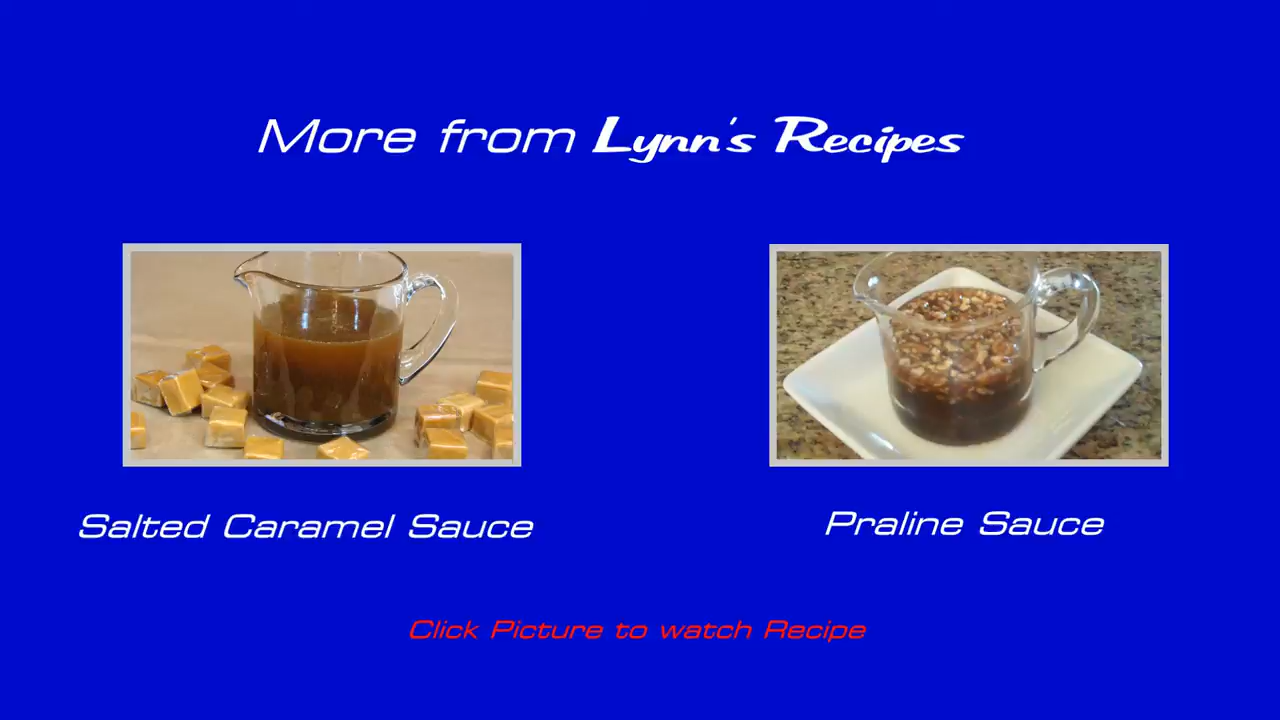 More from Lynn's Recipes
Salted Caramel Sauce
Praline Sauce
Click Picture to watch Recipe